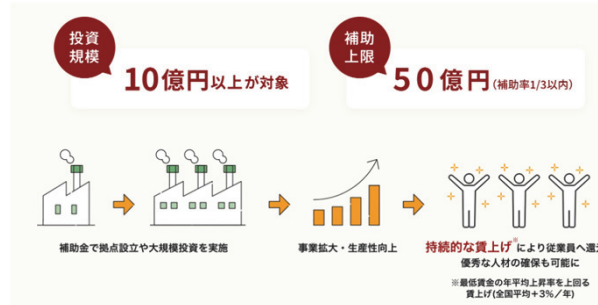 投資
規模
10億円以上が対象
補助
上限
50億円(補助率1/3以内)
補助金で拠点設立や大規模投資を実施
事業拡大・生産性向上
持続的な賃上げ※により従業員へ還
優秀な人材の確保も可能に
※最低賃金の年平均上昇率を上回る
賃上げ(全国平均+3%/年)